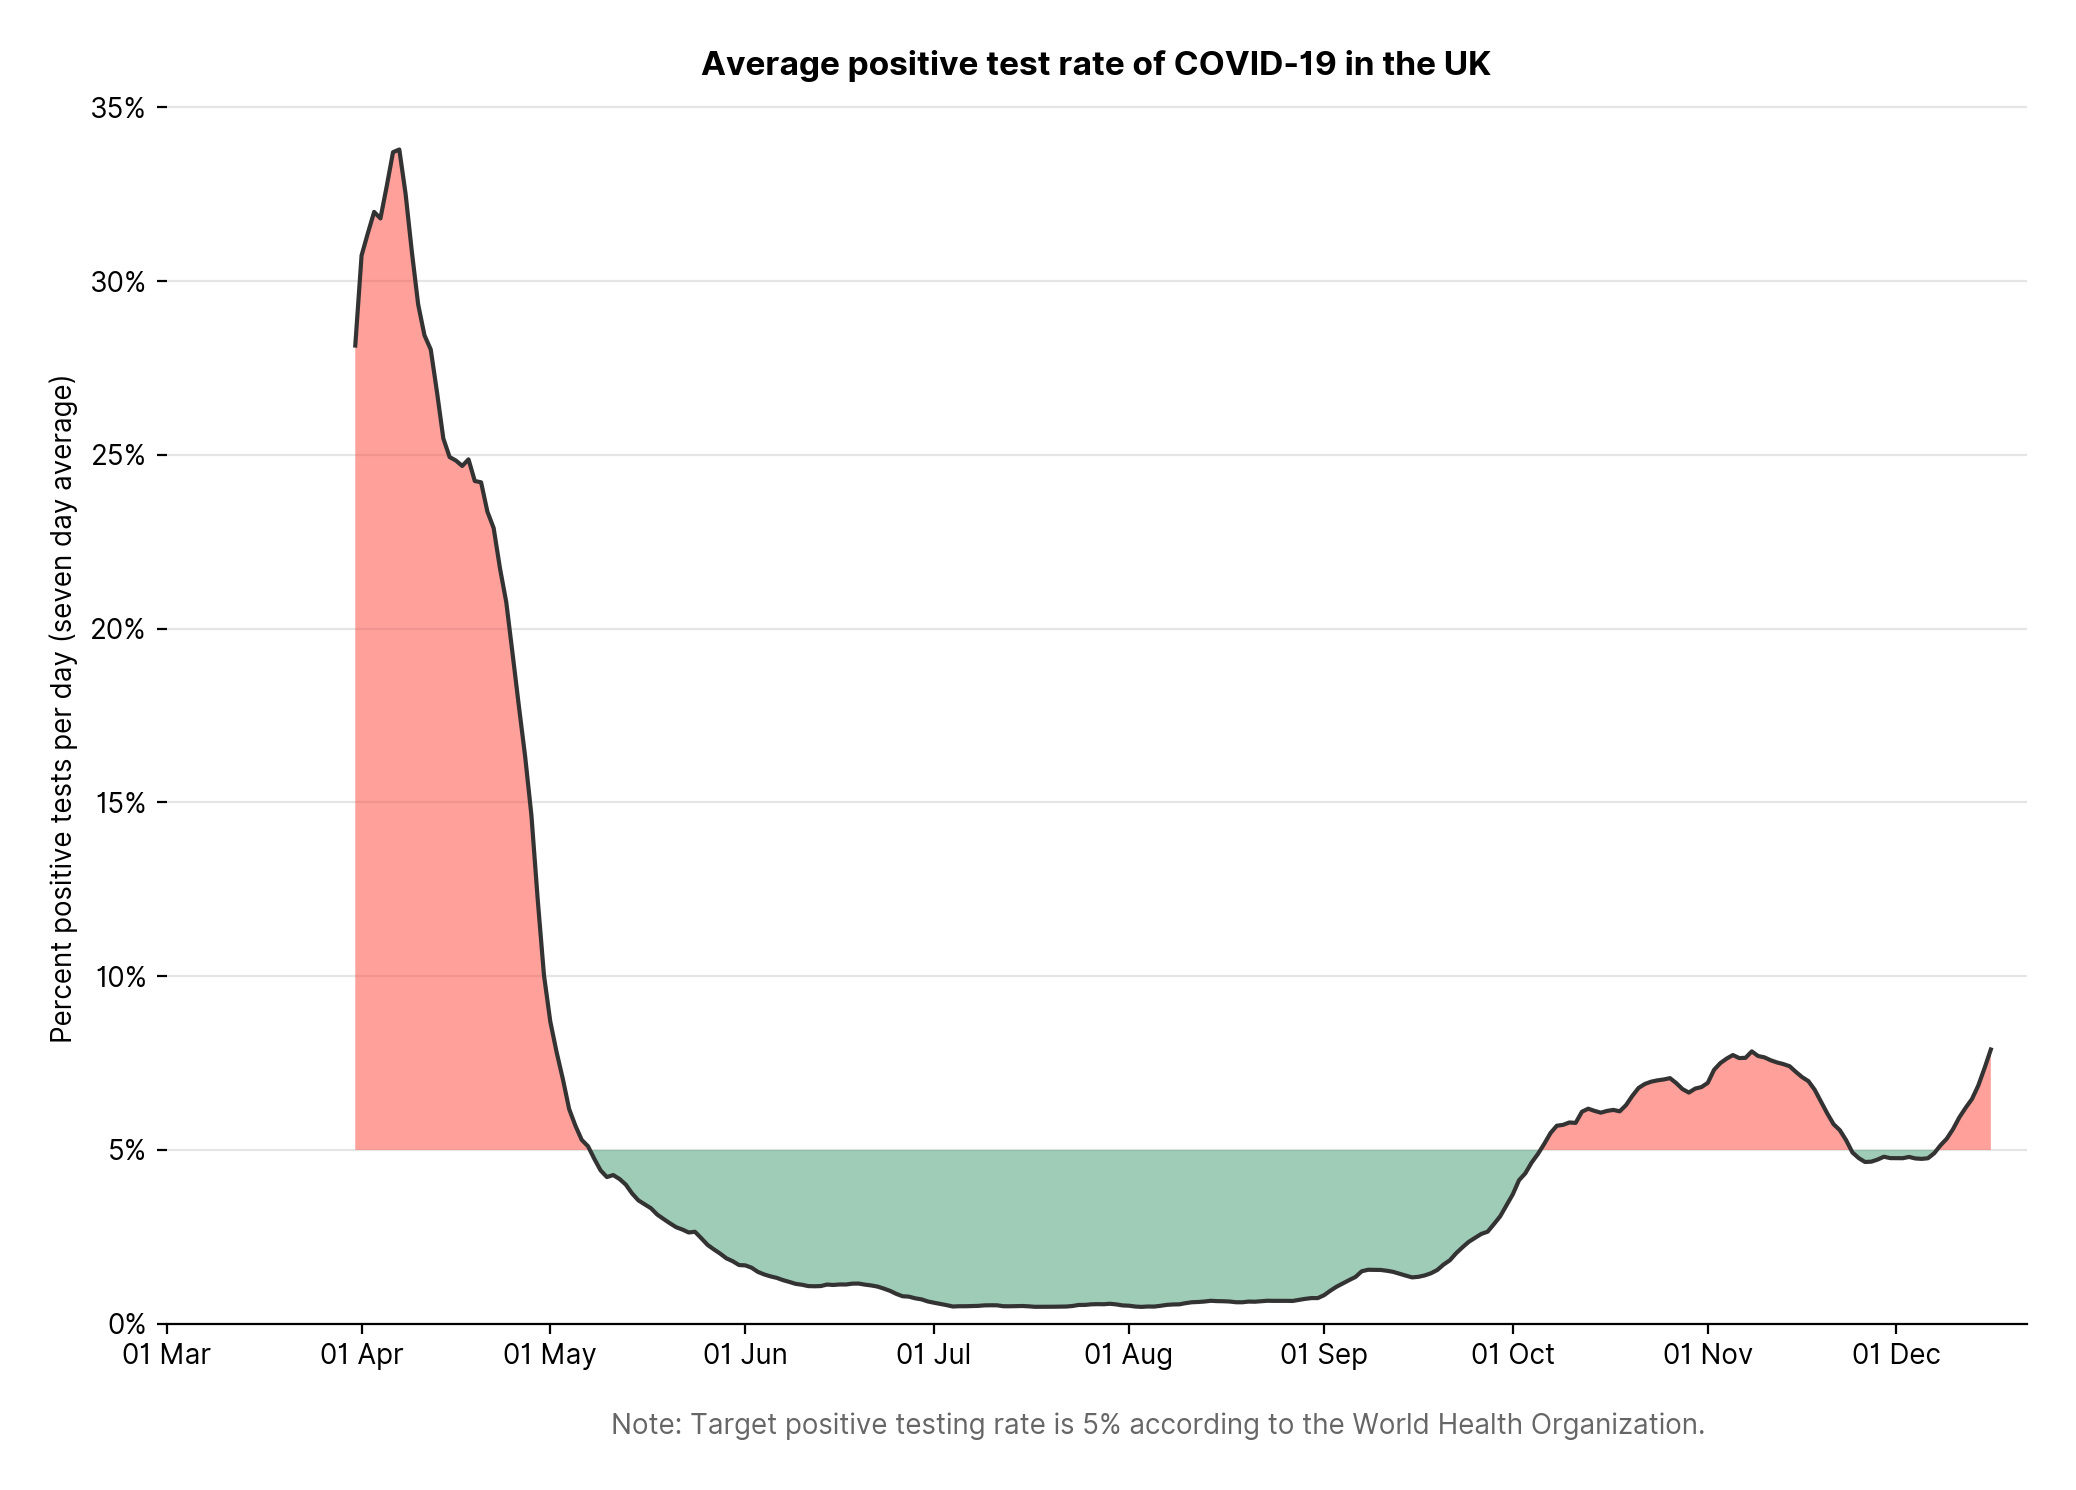 Average positive test rate of COVID-19 in the UK
Percent positive tests per day (seven day average)
35%
30%
25%
20%
15%
10%
5%
0%
01 Mar
01 Apr
01 May
01 Jun
01 Jul
01 Aug
01 Sep
01 Oct
01 Nov
01 Dec
Note: Target positive testing rate is 5% according to the World Health Organization.